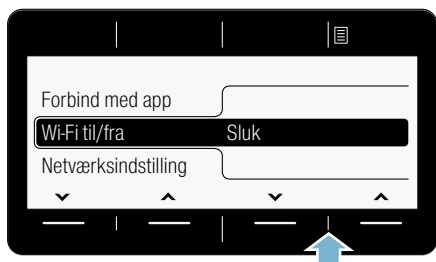 Forbind med app
Wi-Fi til/fra Sluk
Netværksindstilling